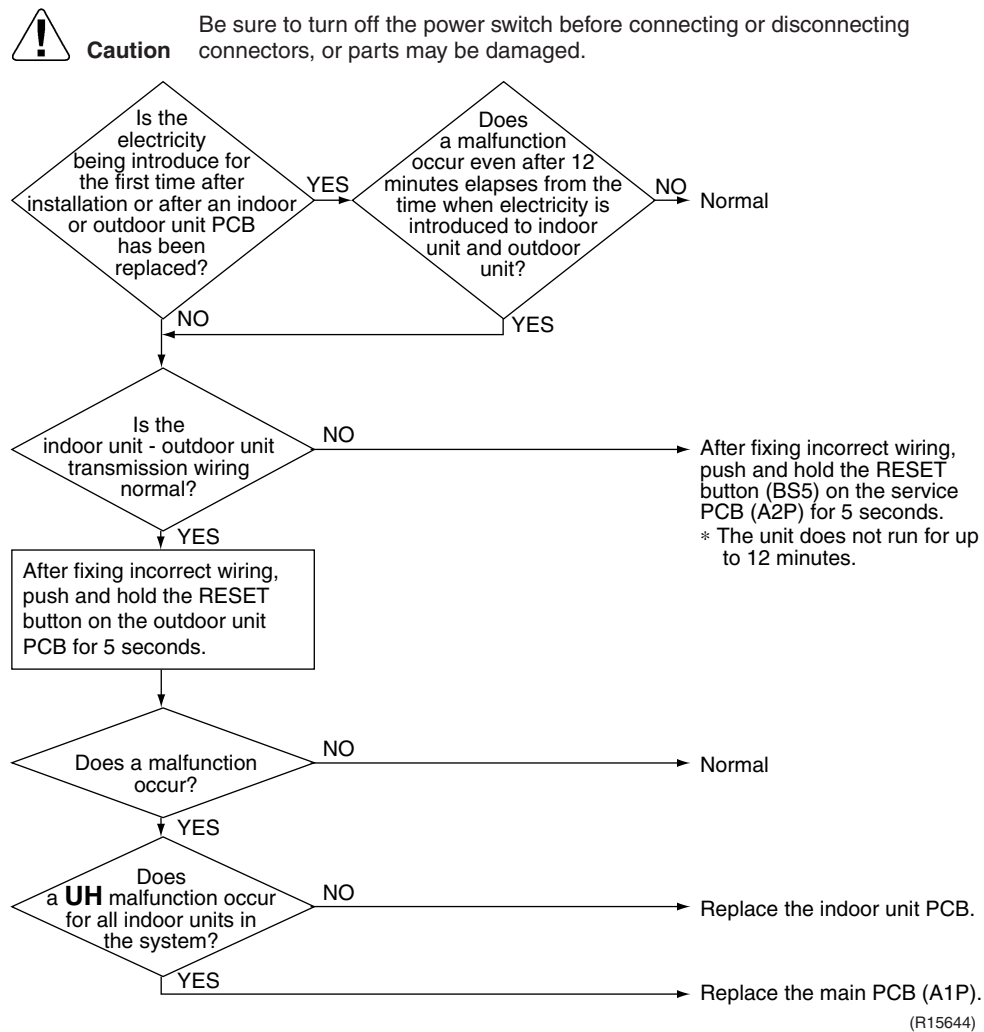 Be sure to turn off the power switch before connecting or disconnecting
Caution connectors, or parts may be damaged.
Is the
electricity
being introduce for
the first time after
installation or after an indoor
or outdoor unit PCB
has been
replaced?
YES
Does
a malfunction
occur even after 12
minutes elapses from the
time when electricity is
introduced to indoor
unit and outdoor
unit?
NO
Normal
NO
YES
Is the
indoor unit - outdoor unit
transmission wiring
normal?
NO
After fixing incorrect wiring,
push and hold the RESET
button (BS5) on the service
PCB (A2P) for 5 seconds.
* The unit does not run for up
to 12 minutes.
YES
After fixing incorrect wiring,
push and hold the RESET
button on the outdoor unit
PCB for 5 seconds.
Does a malfunction
occur?
NO
Normal
YES
Does
a UH malfunction occur
for all indoor units in
the system?
NO
Replace the indoor unit PCB.
YES
Replace the main PCB (A1P).
(R15644)